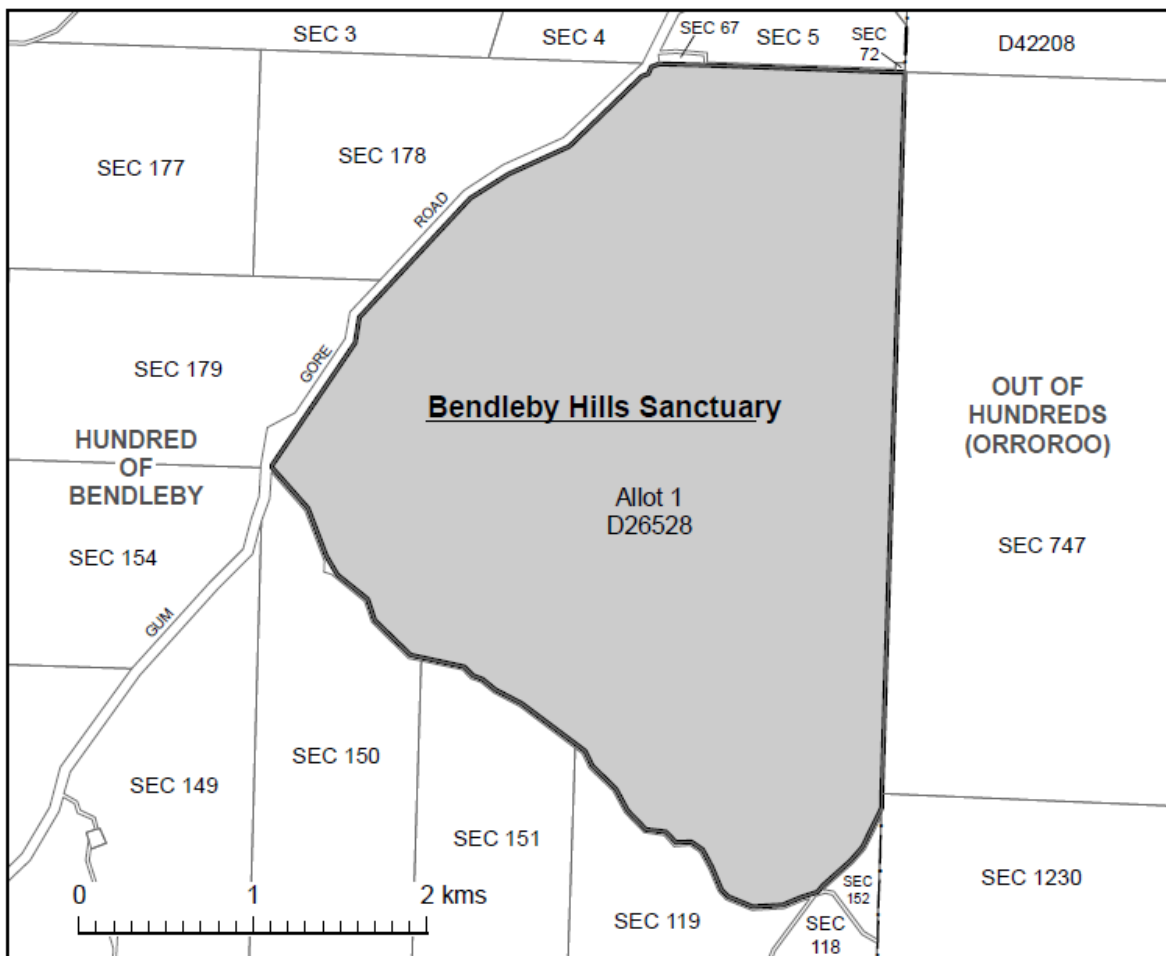 SEC 3
SEC 4
SEC 67
SEC 5
SEC
72
D42208
SEC 177
SEC 178
ROAD
SEC 179
GORE
Bendleby Hills Sanctuary
OUT OF
HUNDREDS
(ORROROO)
HUNDRED
OF
BENDLEBY
Allot 1
D26528
SEC 154
SEC 747
GUM
SEC 150
SEC 149
SEC 151
SEC 1230
SEC
152
SEC 119
SEC
118
0 1 2 kms